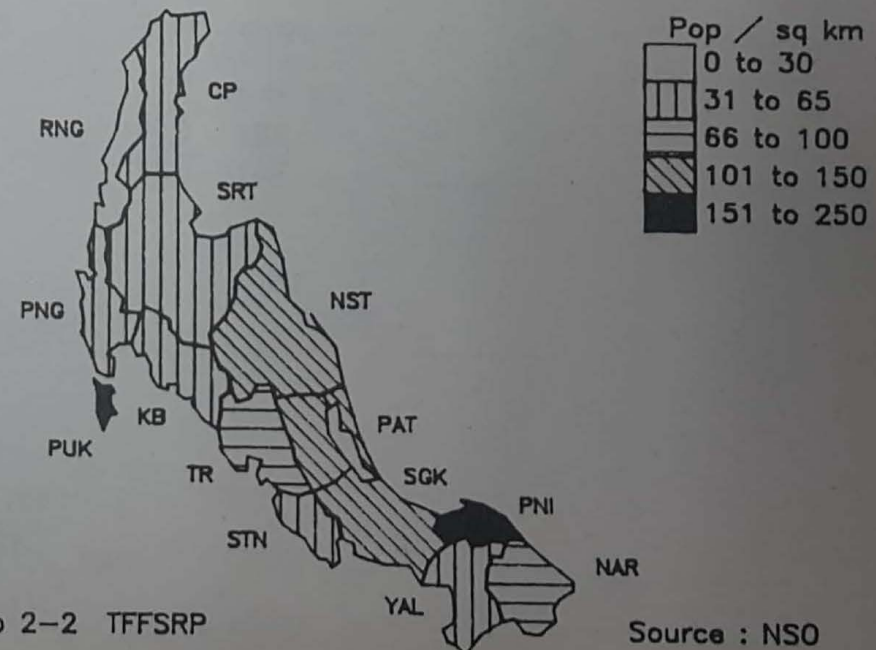 Pop / sq km
0 to 30
31 to 65
66 to 100
101 to 150
151 to 250
CP
RNG
SRT
PNG
NST
KB
PUK
PAT
TR
SGK
PNI
STN
NAR
YAL
2-2 TFFSRP
Source : NSO